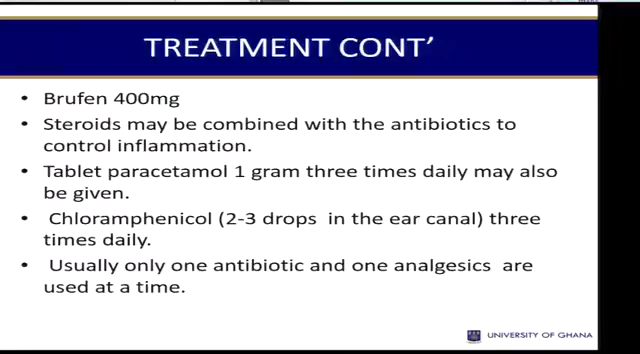 TREATMENT CONT’
• Brufen 400mg
• Steroids may be combined with the antibiotics to
control inflammation.
• Tablet paracetamol 1 gram three times daily may also
be given.
• Chloramphenicol (2-3 drops in the ear canal) three
times daily.
• Usually only one antibiotic and one analgesics are
used at a time.
UNIVERSITY OF GHANA